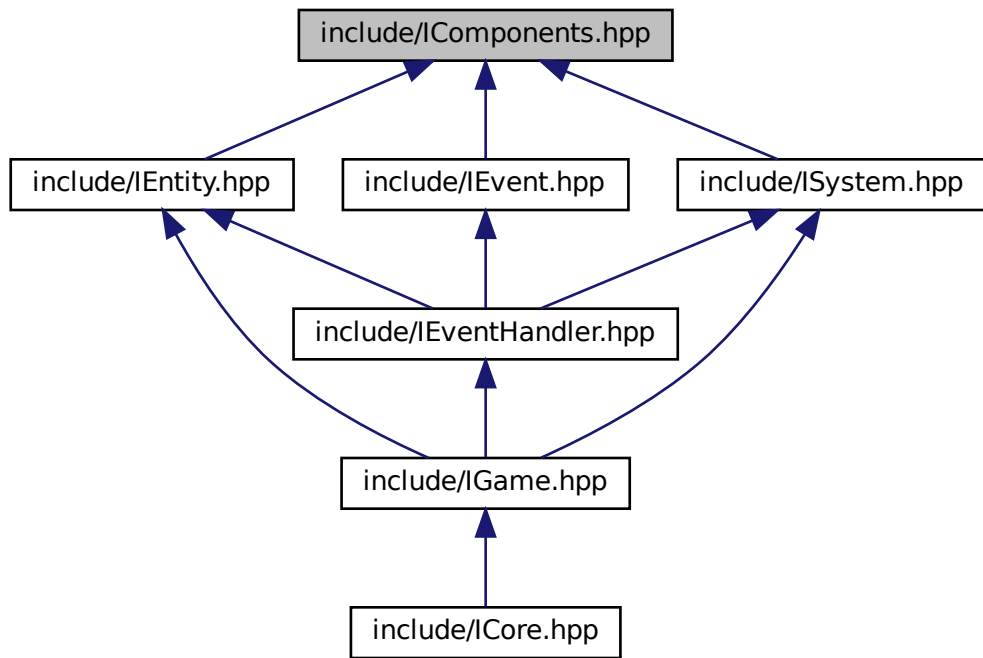 include/IComponents.hpp
include/IEntity.hpp
include/IEvent.hpp
include/ISystem.hpp
include/IEventHandler.hpp
include/IGame.hpp
include/ICore.hpp